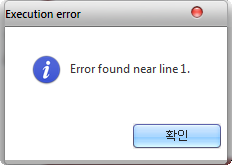 Execution error
Error found near line 1.
확인